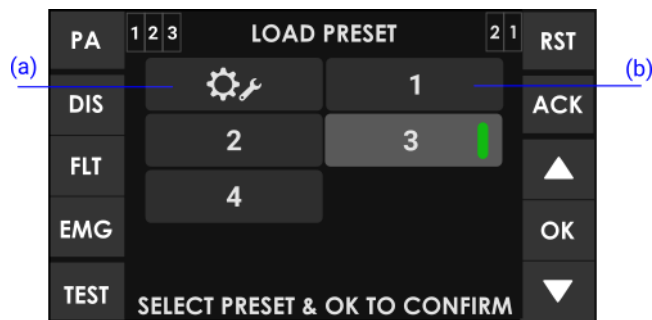 PA
1 2 3
LOAD PRESET
2 1
RST
(a)
(b)
1
DIS
ACK
2
3
FLT
4
EMG
OK
TEST
SELECT PRESET & OK TO CONFIRM